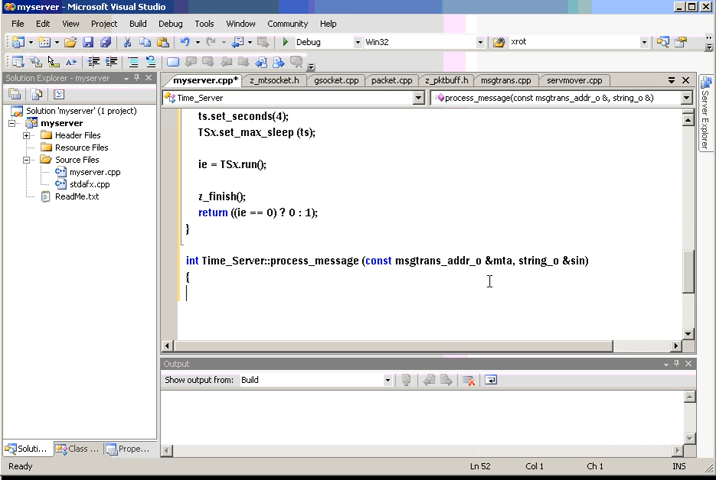 myserver - Microsoft Visual Studio
File Edit View Project Build Debug Tools Window Community Help
Debug Win32 xrot
Solution Explorer - myserver
myserver.cpp* z_mtsocket.h gsocket.cpp packet.cpp z_pktbuff.h msgtrans.cpp servmover.cpp
Time_Server process_message(const msgtrans_addr_o &, string_o &)
Server Explorer
Solution 'myserver' (1 project)
myserver
Header Files
Resource Files
Source Files
myserver.cpp
stdafx.cpp
ReadMe.txt
ts.set_seconds(4);
TSx.set_max_sleep (ts);
ie = TSx.run();
z_finish();
return ((ie == 0) ? 0 : 1);
}
int Time_Server::process_message (const msgtrans_addr_o &mta, string_o &sin)
{
Output
Show output from: Build
Soluti... Class ... Prope...
Ready Ln 52 Col 1 Ch 1 INS